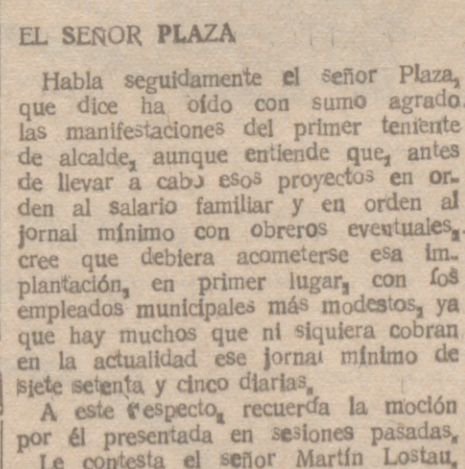 EL SEÑOR PLAZA
Habla seguidamente el señor Plaza,
que dice ha oído con sumo agrado
las manifestaciones del primer teniente
de alcalde, aunque entiende que, antes
de llevar a cabo esos proyectos en or-
den al salario familiar y en orden al
jornal mínimo con obreros eventuales,
cree que debiera acometerse esa im-
plantación, en primer lugar, con los
empleados municipales más modestos, ya
que hay muchos que ni siquiera cobran
en la actualidad ese jornal mínimo de
siete setenta y cinco diarias.
A este respecto, recuerda la moción
por él presentada en sesiones pasadas.
Le contesta el señor Martín Lostau,